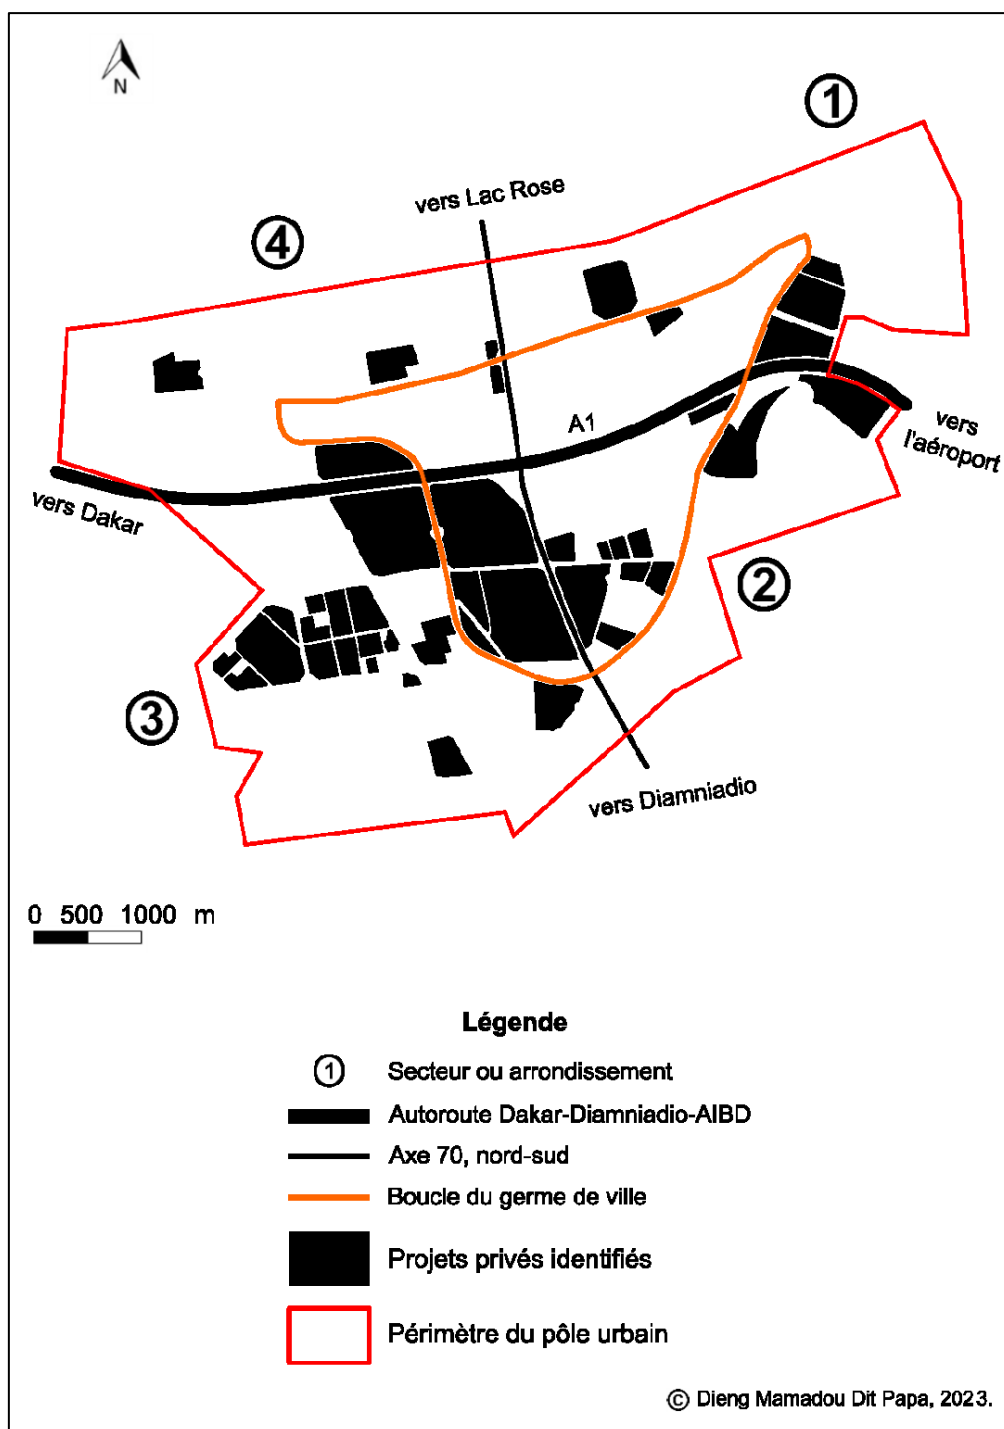 N
1
vers Lac Rose
4
A1
vers
l'aéroport
vers Dakar
2
3
vers Diamniadio
0 500 1000 m
Légende
1 Secteur ou arrondissement
Autoroute Dakar-Diamniadio-AIBD
Axe 70, nord-sud
Boucle du germe de ville
Projets privés identifiés
Périmètre du pôle urbain
© Dieng Mamadou Dit Papa, 2023.